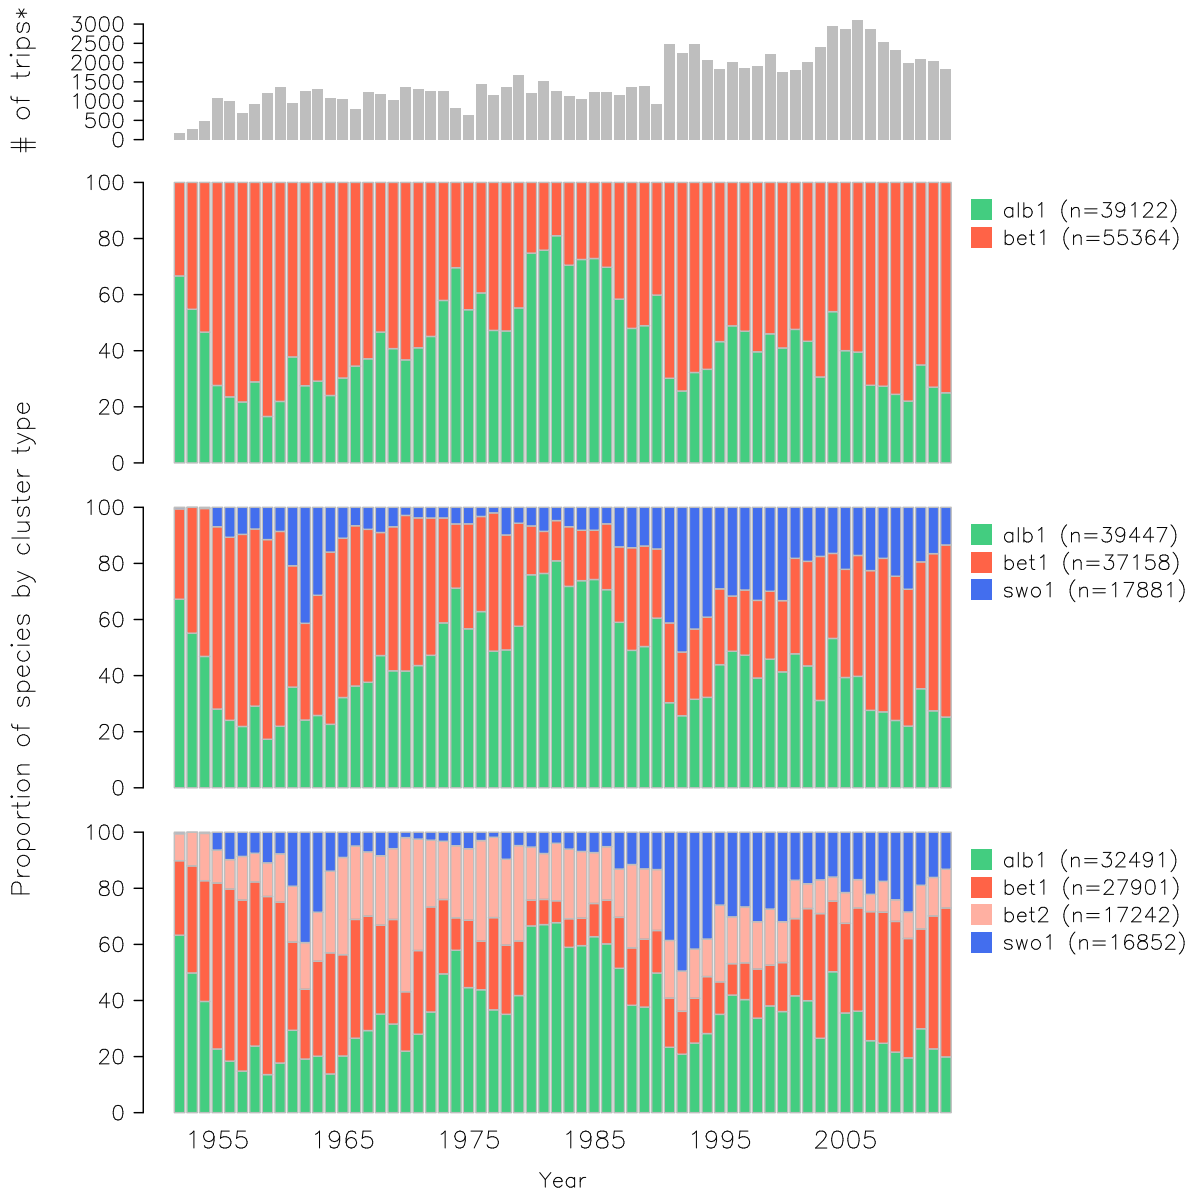 # of trips*
3000
2500
2000
1500
1000
500
0
Proportion of species by cluster type
100
80
60
40
20
0
alb1 (n=39122)
bet1 (n=55364)
100
80
60
40
20
0
alb1 (n=39447)
bet1 (n=37158)
swo1 (n=17881)
100
80
60
40
20
0
alb1 (n=32491)
bet1 (n=27901)
bet2 (n=17242)
swo1 (n=16852)
1955 1965 1975 1985 1995 2005
Year